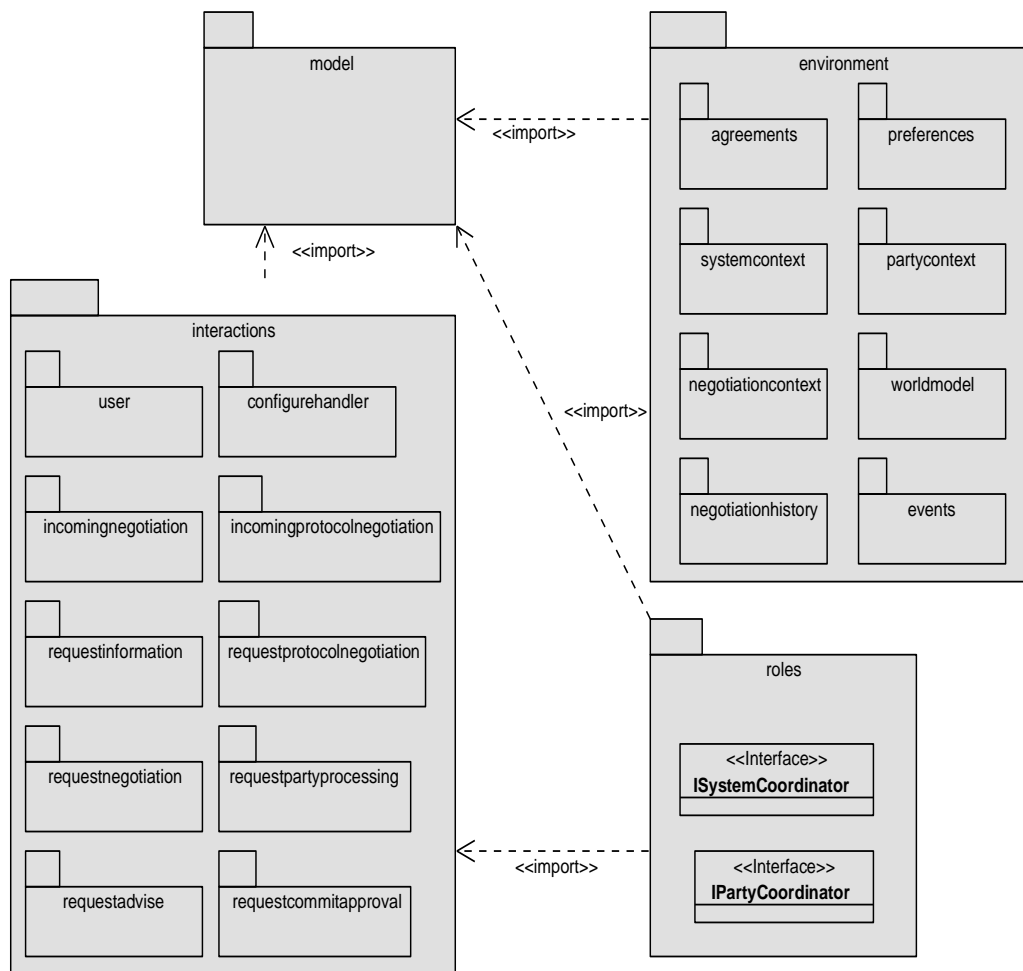 model
environment
<<import>>
agreements
preferences
<<import>>
systemcontext
partycontext
interactions
user
configurehandler
negotiationcontext
worldmodel
<<import>>
incomingnegotiation
incomingprotocolnegotiation
negotiationhistory
events
requestinformation
requestprotocolnegotiation
roles
requestnegotiation
requestpartyprocessing
<<Interface>>
ISystemCoordinator
<<import>>
<<Interface>>
IPartyCoordinator
requestadvise
requestcommitapproval